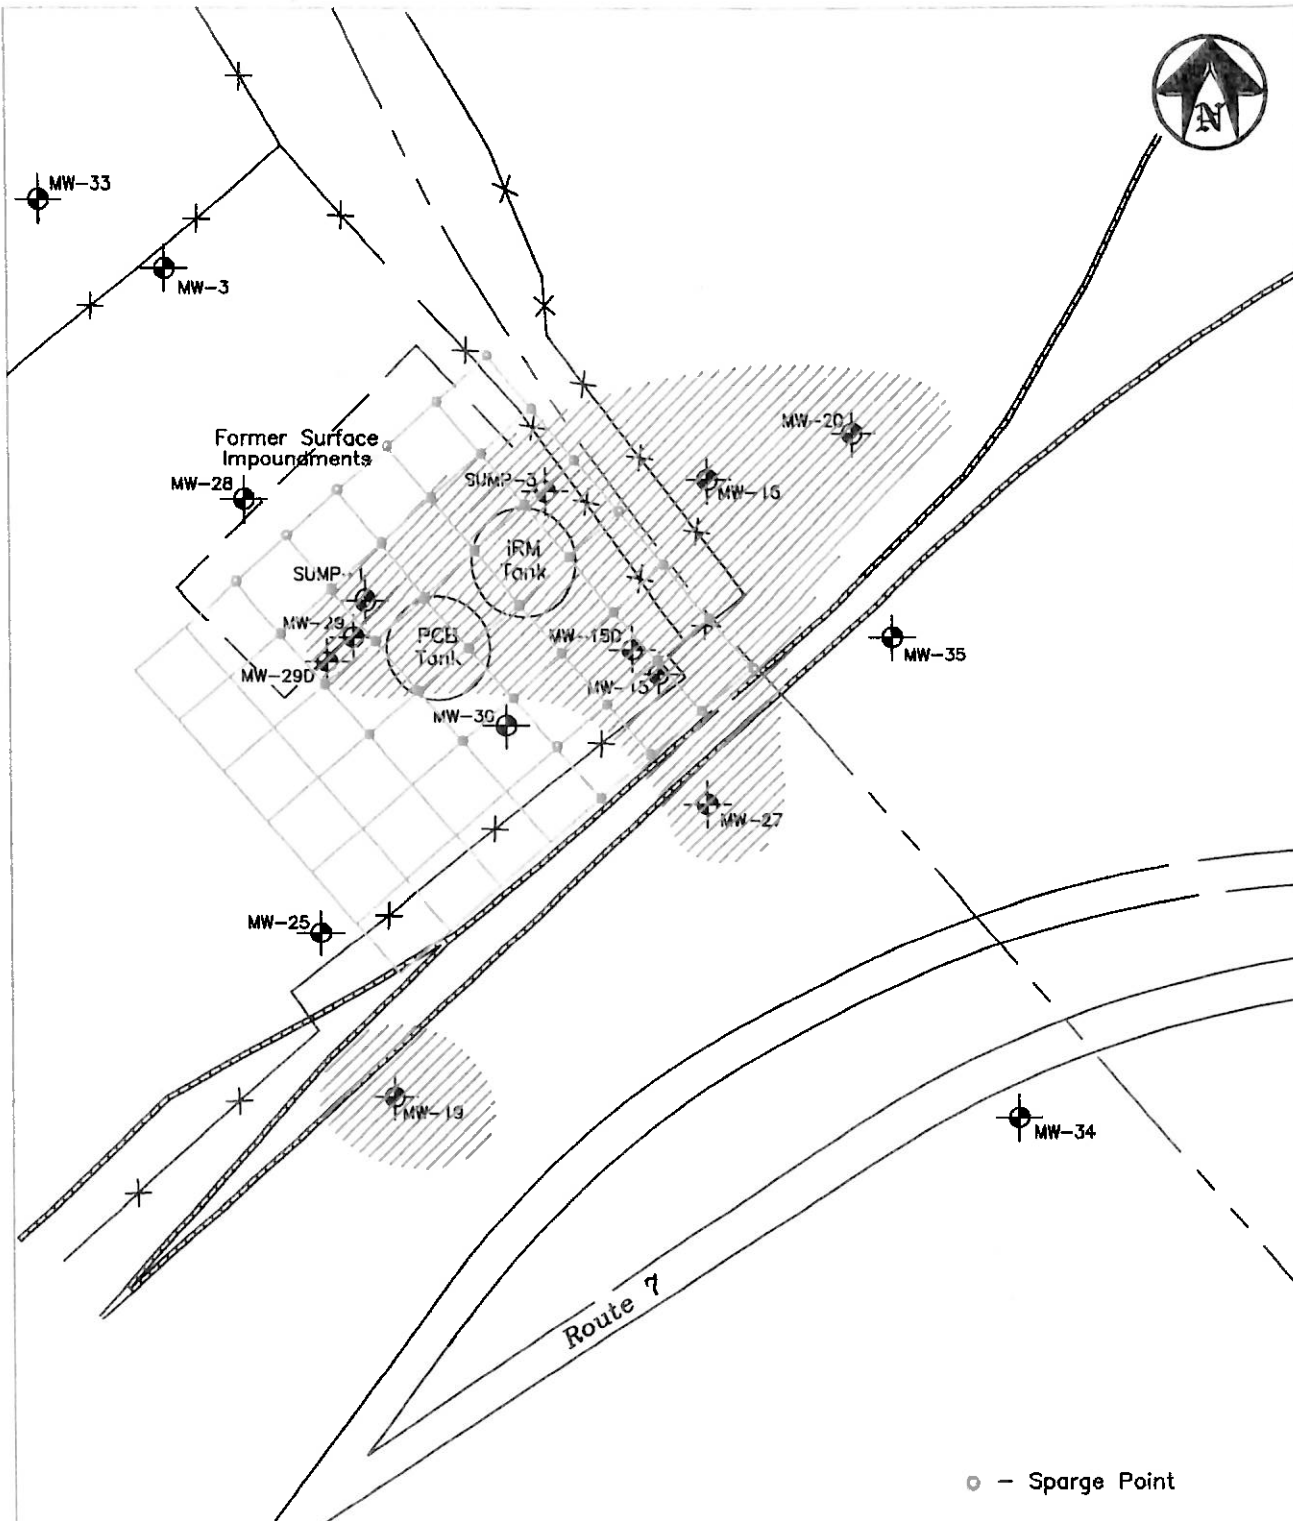 N
MW-33
MW-3
MW-20
Former Surface
Impoundments
MW-28
SUMP-3
MW-16
IRM
Tank
SUMP-1
MW-29
PCB
Tank
MW-15D
MW-35
MW-29D
MW-15
MW-30
MW-27
MW-25
MW-19
MW-34
Route 7
- Sparge Point